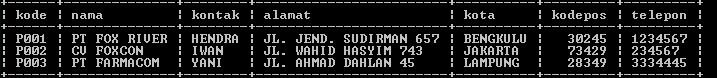 kode | nama | kontak | alamat | kota | kodepos | telepon
P001 | PT FOX RIVER | HENDRA | JL. JEND. SUDIRMAN 657 | BENGKULU | 30245 | 1234567
P002 | CV FOXCON | IWAN | JL. WAHID HASYIM 743 | JAKARTA | 73429 | 234567
P003 | PT FARMACOM | YANI | JL. AHMAD DAHLAN 45 | LAMPUNG | 28349 | 3334445